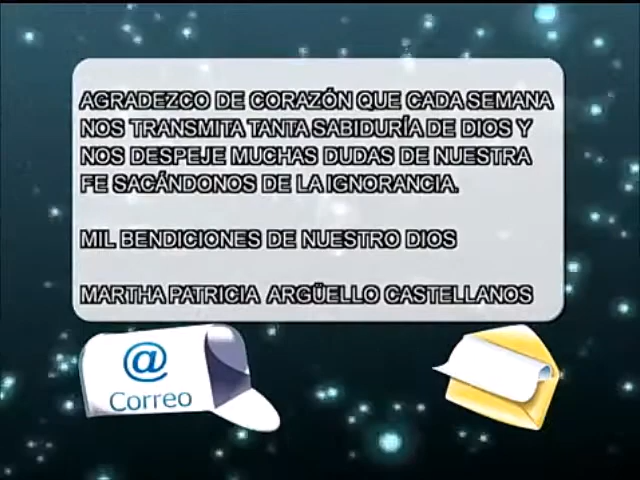 AGRADEZCO DE CORAZÓN QUE CADA SEMANA
NOS TRANSMITA TANTA SABIDURÍA DE DIOS Y
NOS DESPEJE MUCHAS DUDAS DE NUESTRA
FE SACÁNDONOS DE LA IGNORANCIA.
MIL BENDICIONES DE NUESTRO DIOS
MARTHA PATRICIA ARGÜELLO CASTELLANOS
@
Correo